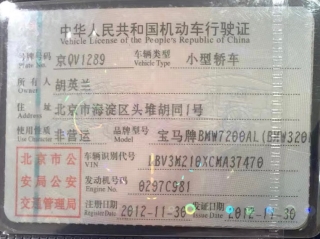 中华人民共和国机动车行驶证
Vehicle License of the People's Republic of China
号牌号码 京QV1289 车辆类型 小型轿车
Vehicle Type
所有人 胡英兰
Owner
住址 北京市海淀区头堆胡同1号
使用性质 非营运 品牌型号 宝马牌BMW7200AL(BMW320
Use Character
北京市公 车辆识别代号 LBV3M210XCMA37470
VIN
安局公安 发动机号码 0297C981
Engine No.
交通管理局 注册日期 2012-11-30 发证日期 2012-11-30
Register Date Issue Date